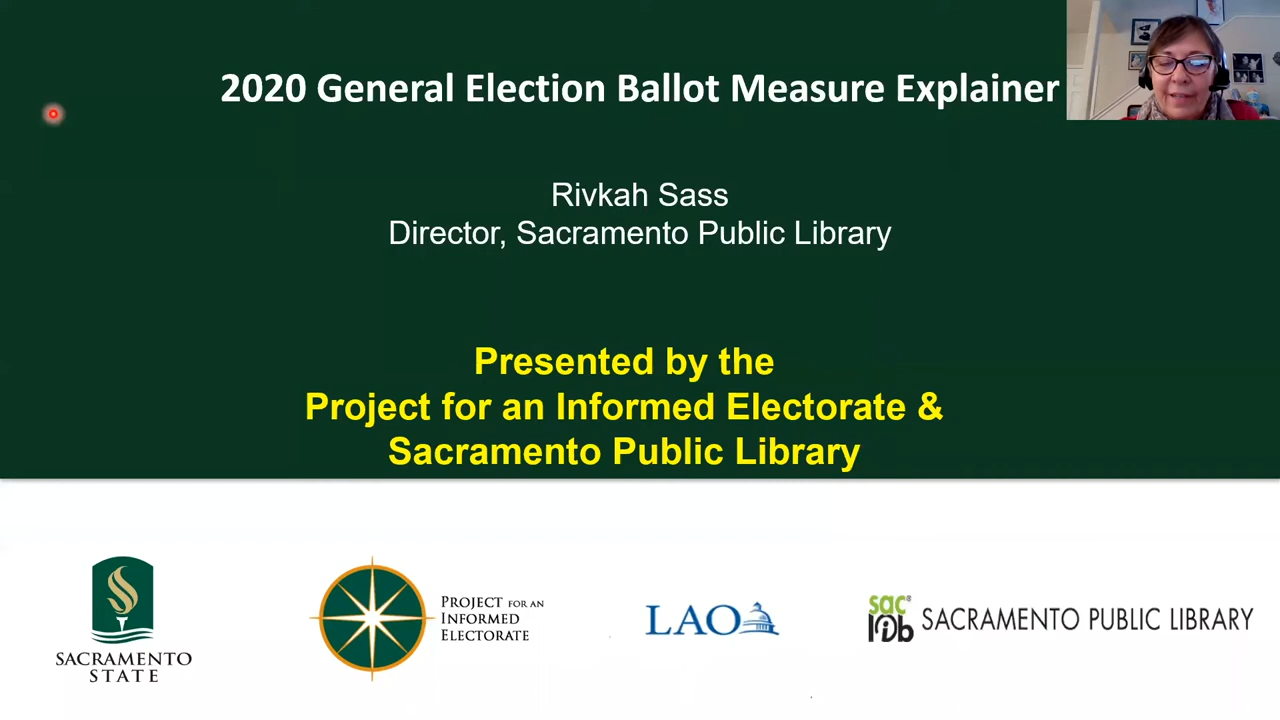 2020 General Election Ballot Measure Explainer
Rivkah Sass
Director, Sacramento Public Library
Presented by the
Project for an Informed Electorate &
Sacramento Public Library
SACRAMENTO
STATE
PROJECT FOR AN
INFORMED
ELECTORATE
LAO
sac
lib
SACRAMENTO PUBLIC LIBRARY